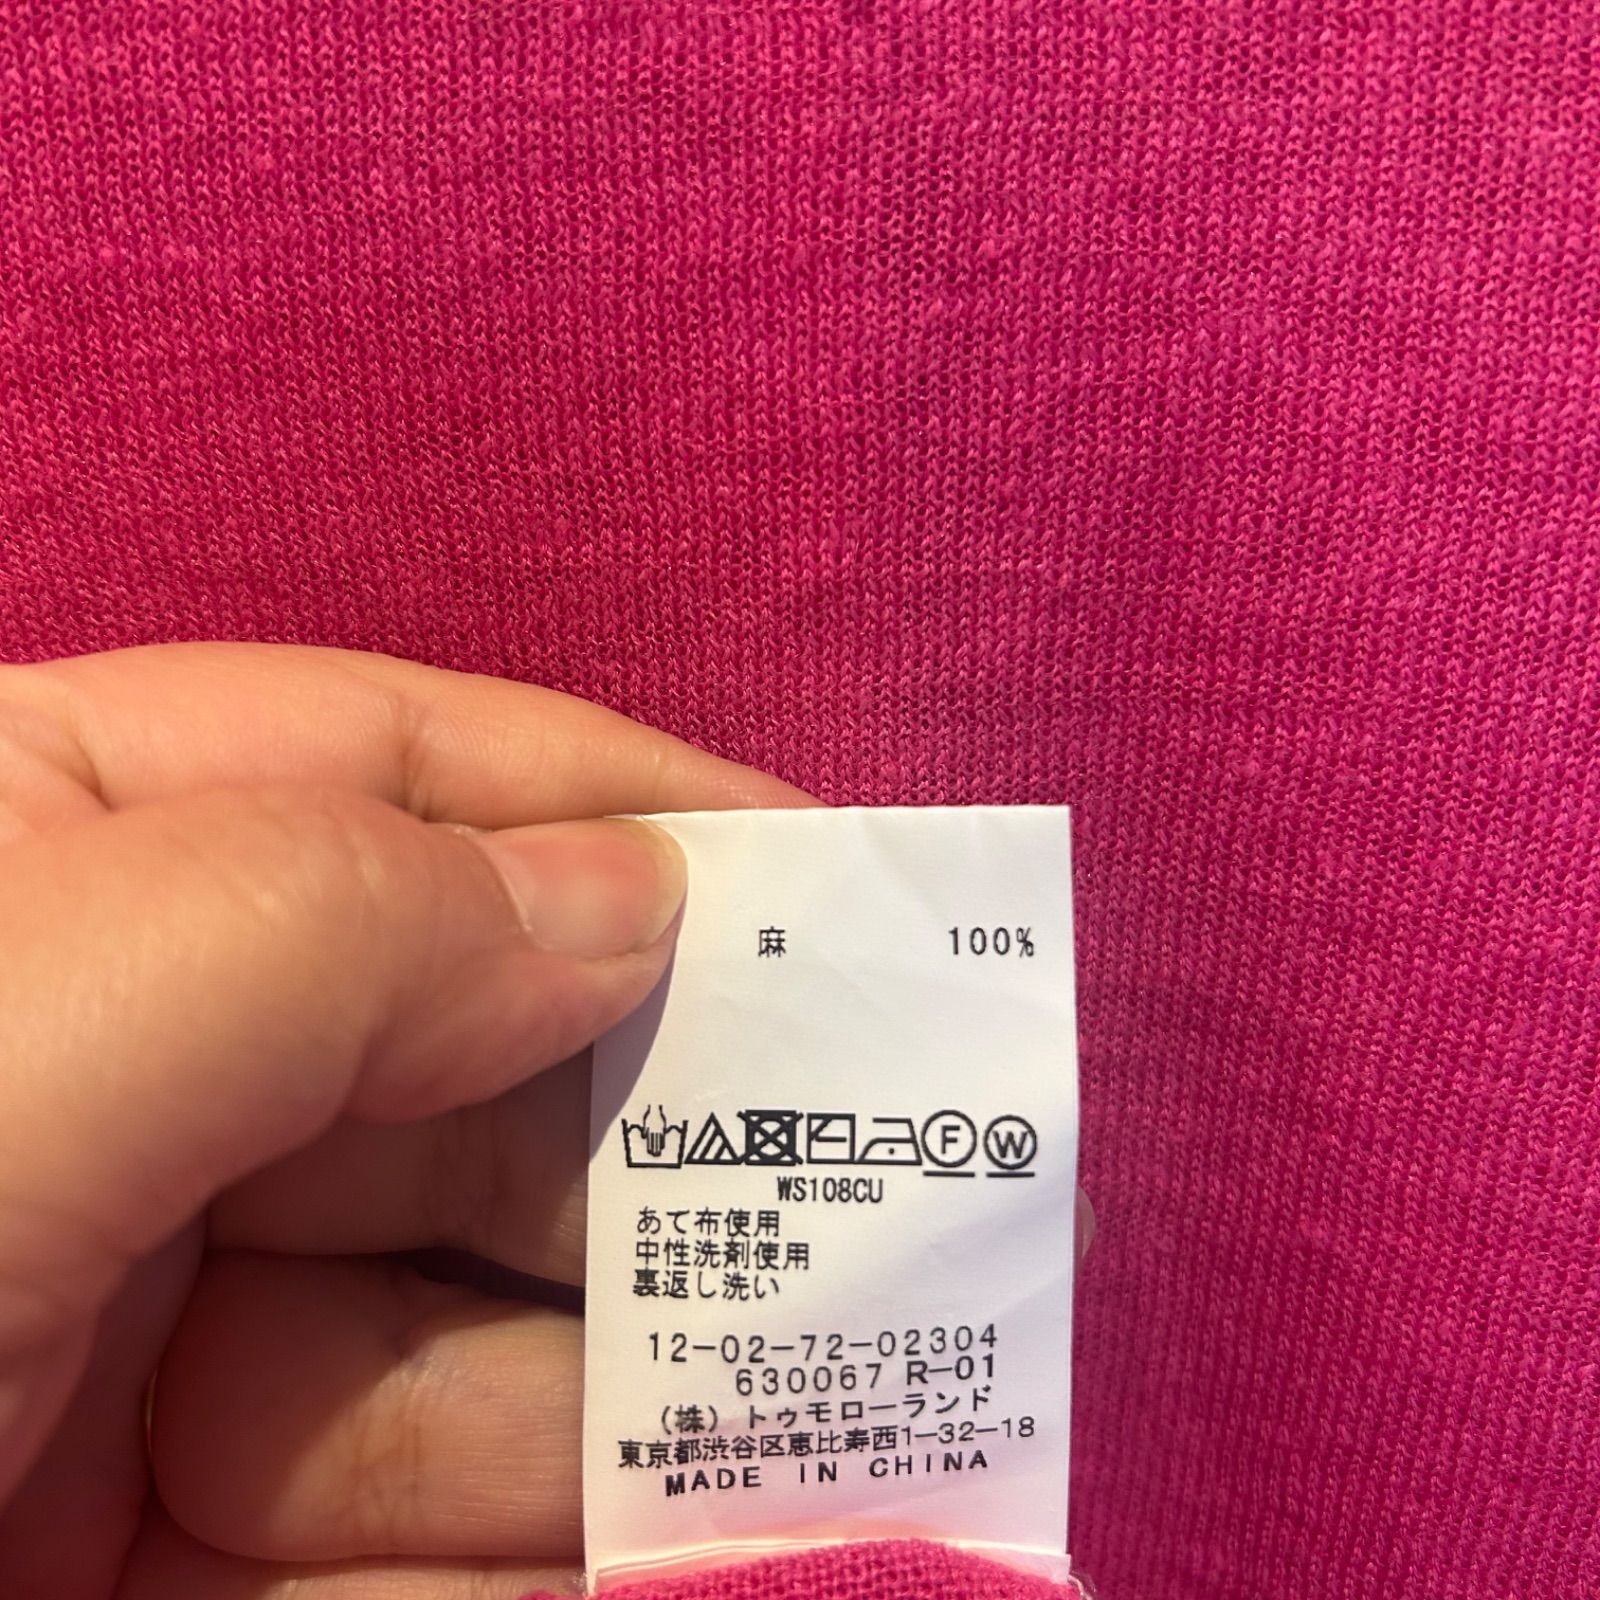 麻 100%
F W
WS108CU
あて布使用
中性洗剤使用
裏返し洗い
12-02-72-02304
630067 R-01
(株)トゥモローランド
東京都渋谷区恵比寿西1-32-18
MADE IN CHINA